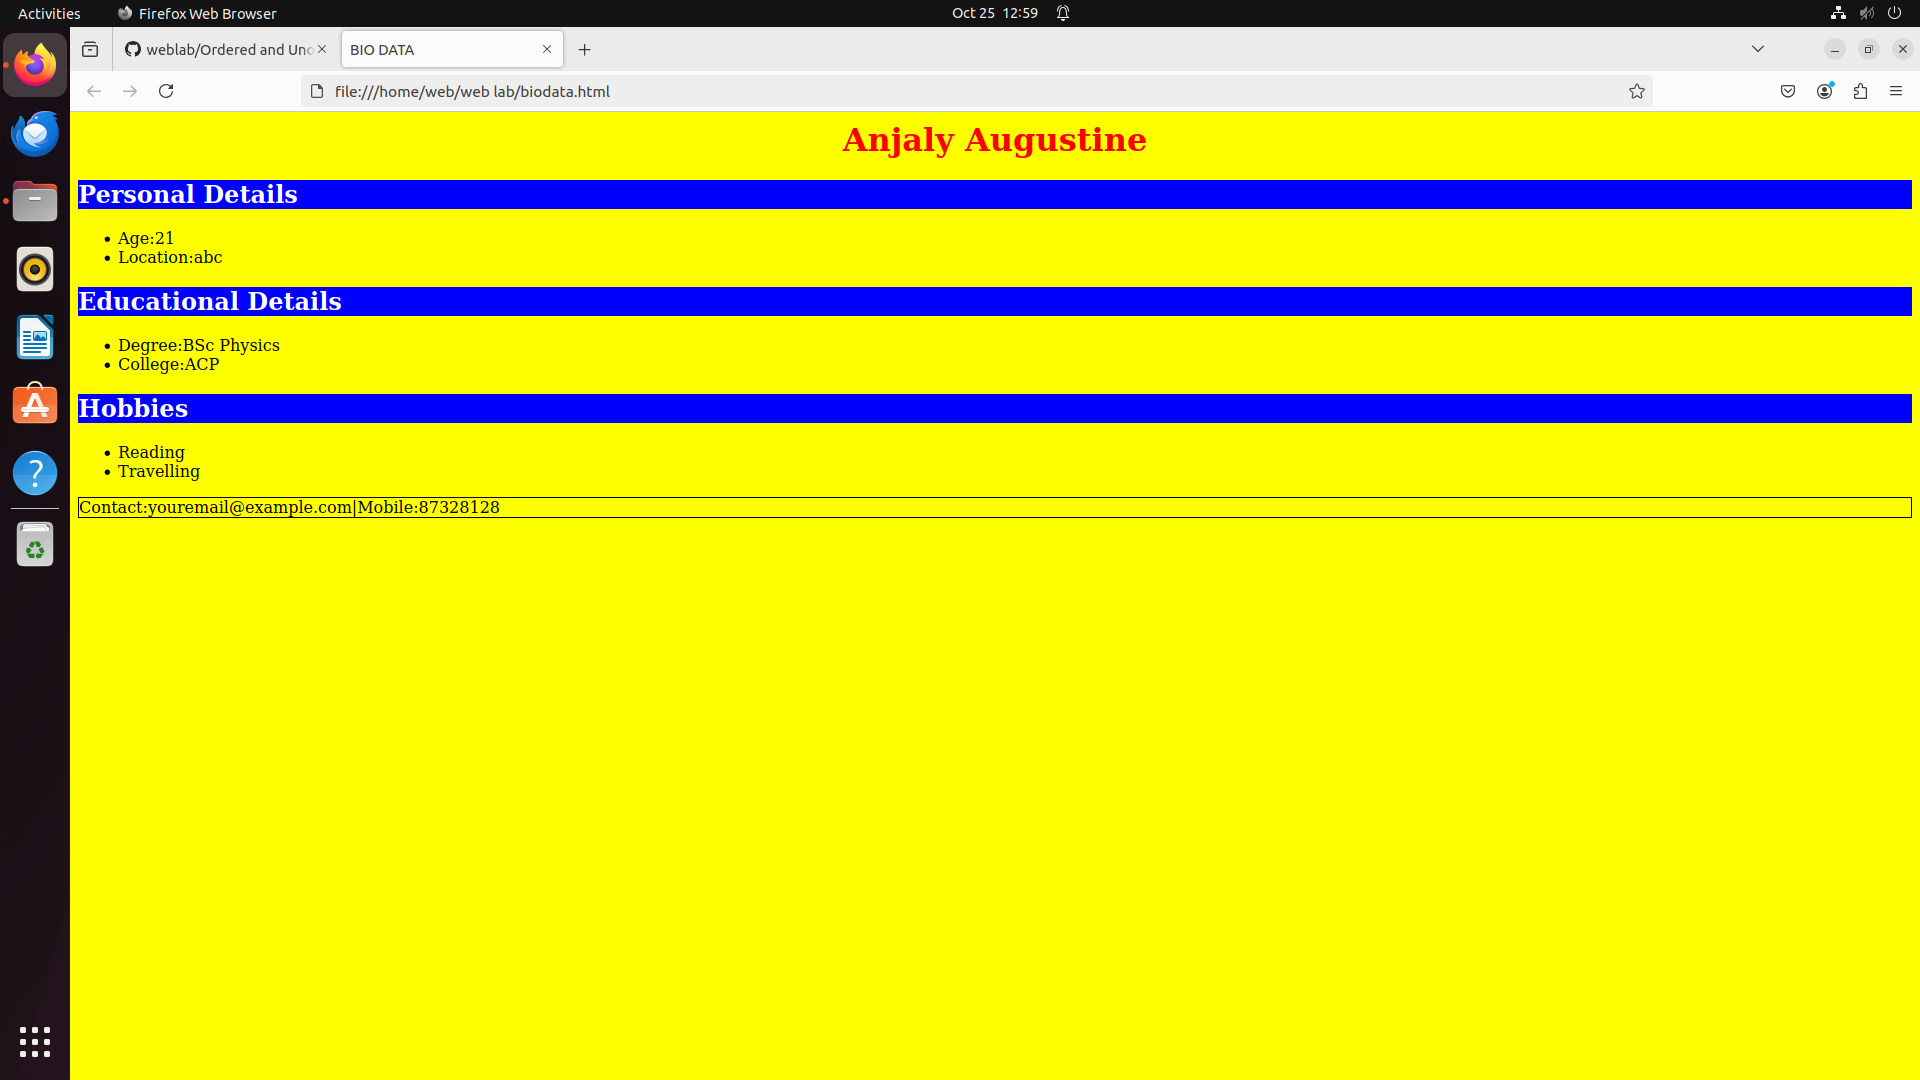 Activities
Firefox Web Browser
Oct 25 12:59
weblab/Ordered and Uno
BIO DATA
file:///home/web/web lab/biodata.html
Anjaly Augustine
Personal Details
Age:21
Location:abc
Educational Details
Degree:BSc Physics
College:ACP
Hobbies
Reading
Travelling
Contact:youremail@example.com|Mobile:87328128